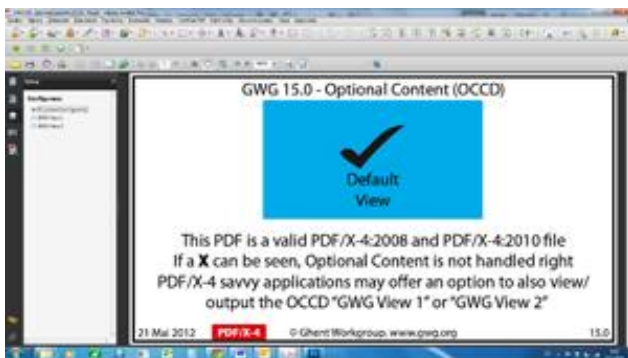 GWG 15.0 - Optional Content (OCCD)
Default
View
This PDF is a valid PDF/X-4:2008 and PDF/X-4:2010 file
If a X can be seen, Optional Content is not handled right
PDF/X-4 savvy applications may offer an option to also view/
output the OCCD "GWG View 1" or "GWG View 2"
21 Mai 2012 PDF/X-4 © Ghent Workgroup. www.gwg.org 15.0